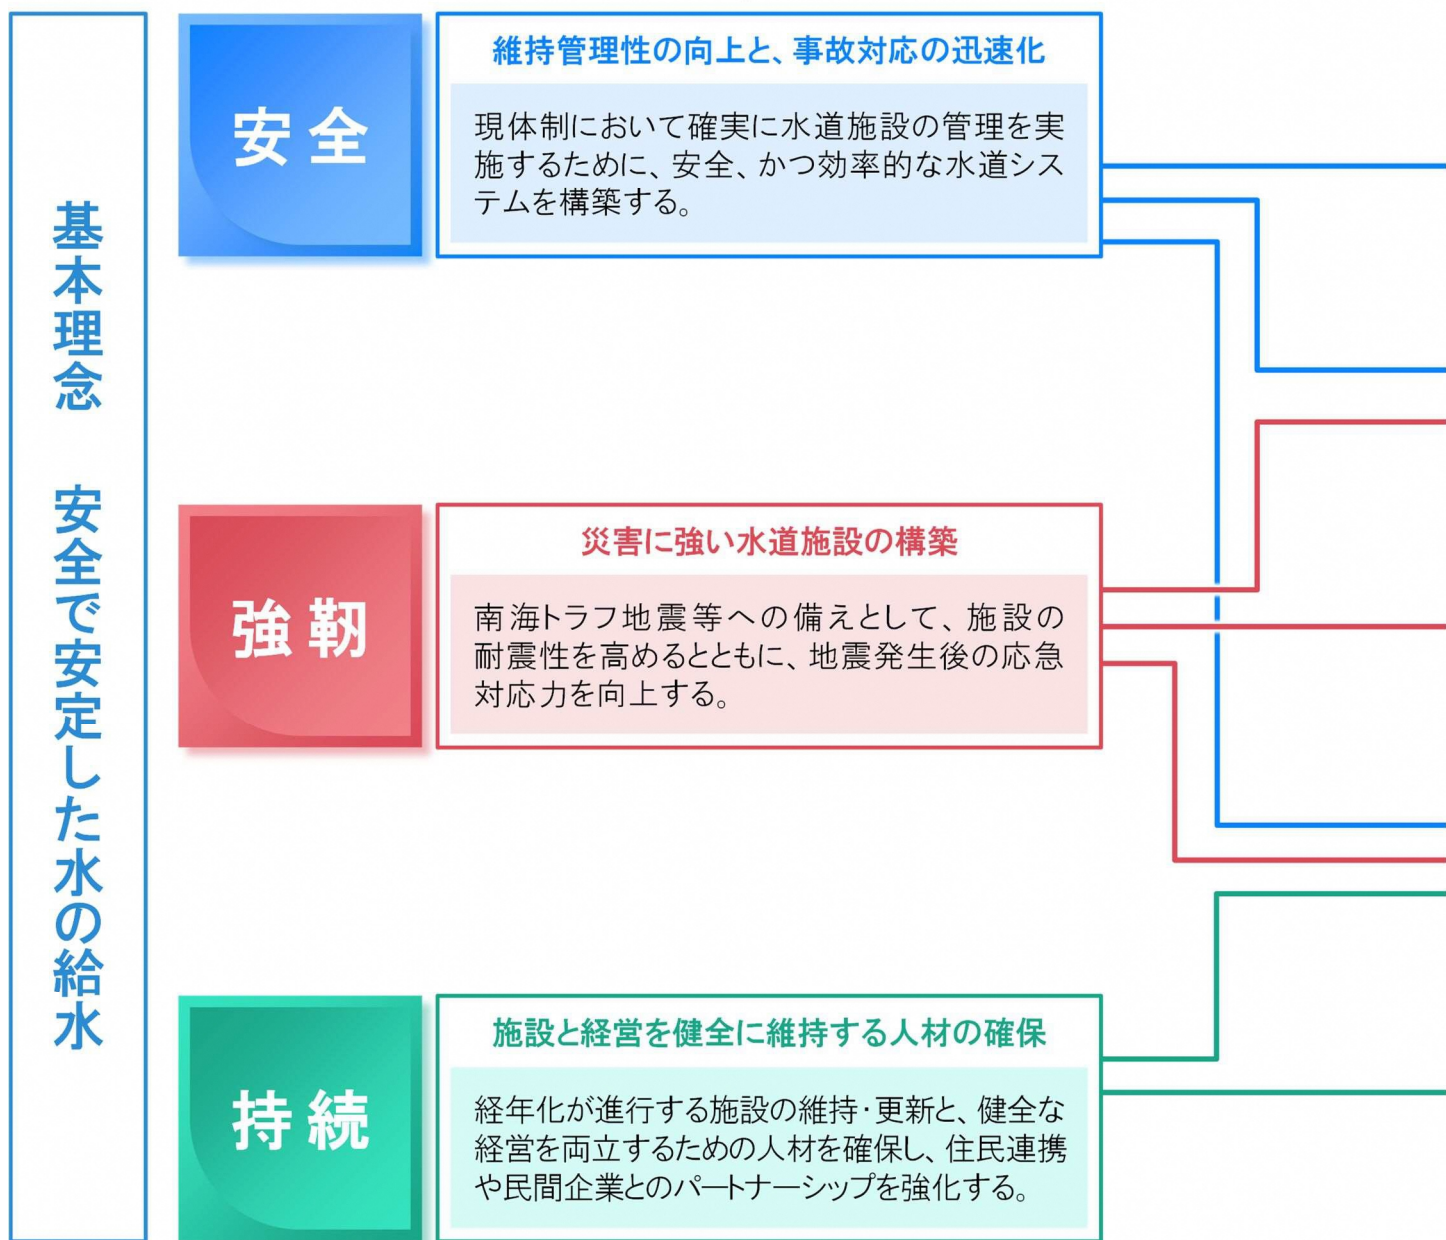 基本理念　安全で安定した水の給水
安全
維持管理性の向上と、事故対応の迅速化
現体制において確実に水道施設の管理を実
施するために、安全、かつ効率的な水道シス
テムを構築する。
強靭
災害に強い水道施設の構築
南海トラフ地震等への備えとして、施設の
耐震性を高めるとともに、地震発生後の応急
対応力を向上する。
持続
施設と経営を健全に維持する人材の確保
経年化が進行する施設の維持・更新と、健全な
経営を両立するための人材を確保し、住民連携
や民間企業とのパートナーシップを強化する。